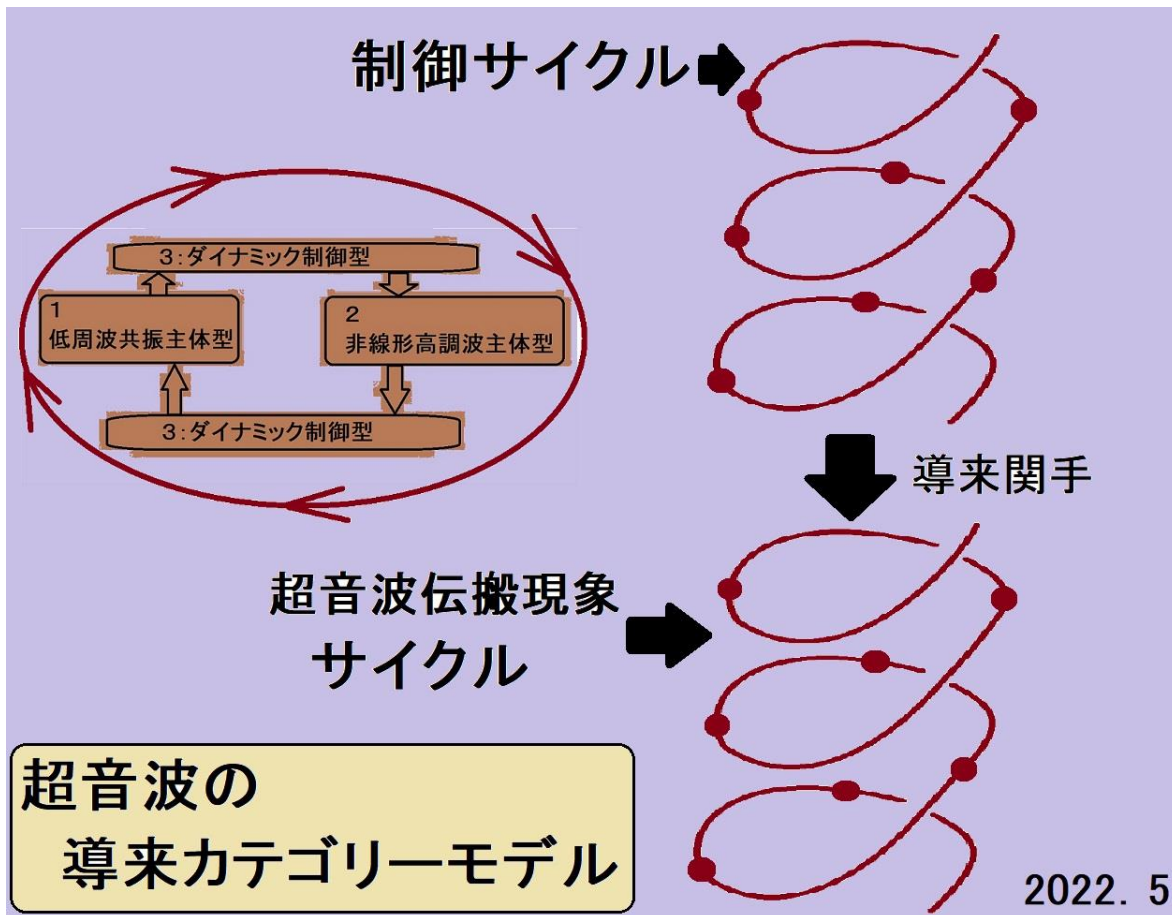 制御サイクル
3:ダイナミック制御型
1
低周波共振主体型
2
非線形高調波主体型
3:ダイナミック制御型
導来関手
超音波伝搬現象
サイクル
超音波の
導来カテゴリーモデル
2022. 5